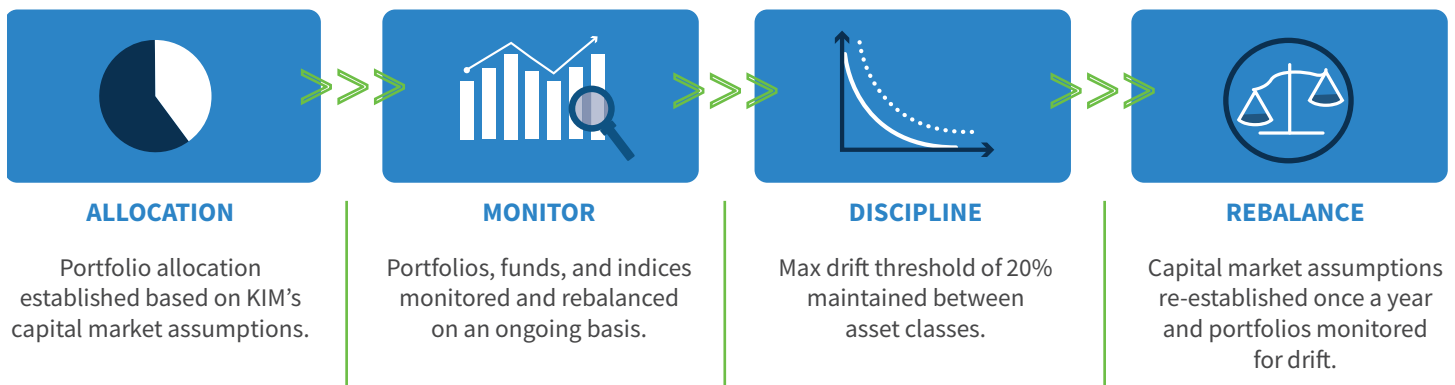 ALLOCATION
Portfolio allocation
established based on KIM's
capital market assumptions.
MONITOR
Portfolios, funds, and indices
monitored and rebalanced
on an ongoing basis.
DISCIPLINE
Max drift threshold of 20%
maintained between
asset classes.
REBALANCE
Capital market assumptions
re-established once a year
and portfolios monitored
for drift.